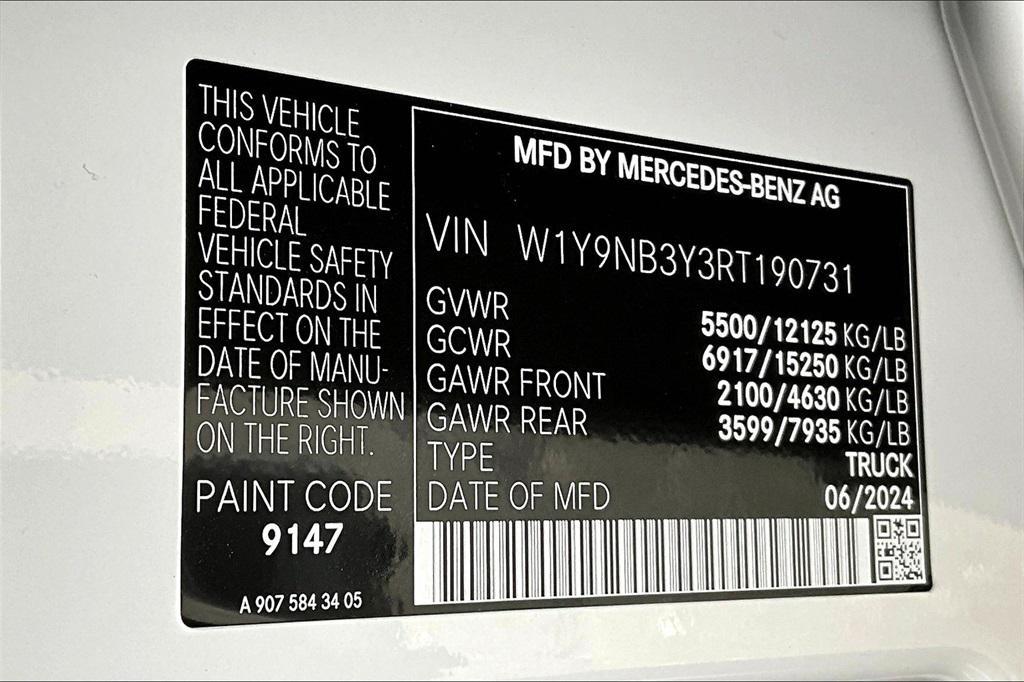 THIS VEHICLE
CONFORMS TO
ALL APPLICABLE
FEDERAL
VEHICLE SAFETY
STANDARDS IN
EFFECT ON THE
DATE OF MANU-
FACTURE SHOWN
ON THE RIGHT.
PAINT CODE
9147
A 907 584 34 05
MFD BY MERCEDES-BENZ AG
VIN W1Y9NB3Y3RT190731
GVWR 5500/12125 KG/LB
GCWR 6917/15250 KG/LB
GAWR FRONT 2100/4630 KG/LB
GAWR REAR 3599/7935 KG/LB
TYPE TRUCK
DATE OF MFD 06/2024